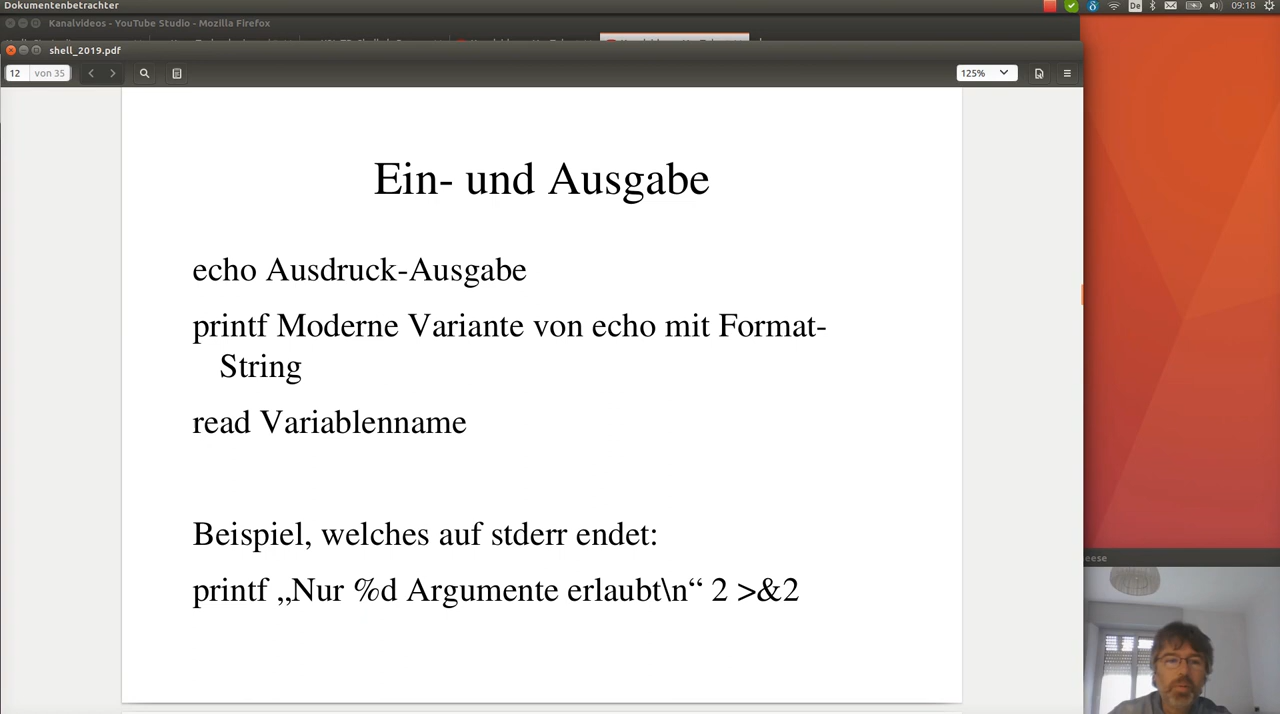 Dokumentenbetrachter
De
09:18
Kanalvideos - YouTube Studio - Mozilla Firefox
shell_2019.pdf
12 von 35
125%
Ein- und Ausgabe
echo Ausdruck-Ausgabe
printf Moderne Variante von echo mit Format-
String
read Variablenname
Beispiel, welches auf stderr endet:
printf „Nur %d Argumente erlaubt\n“ 2 >&2
eese